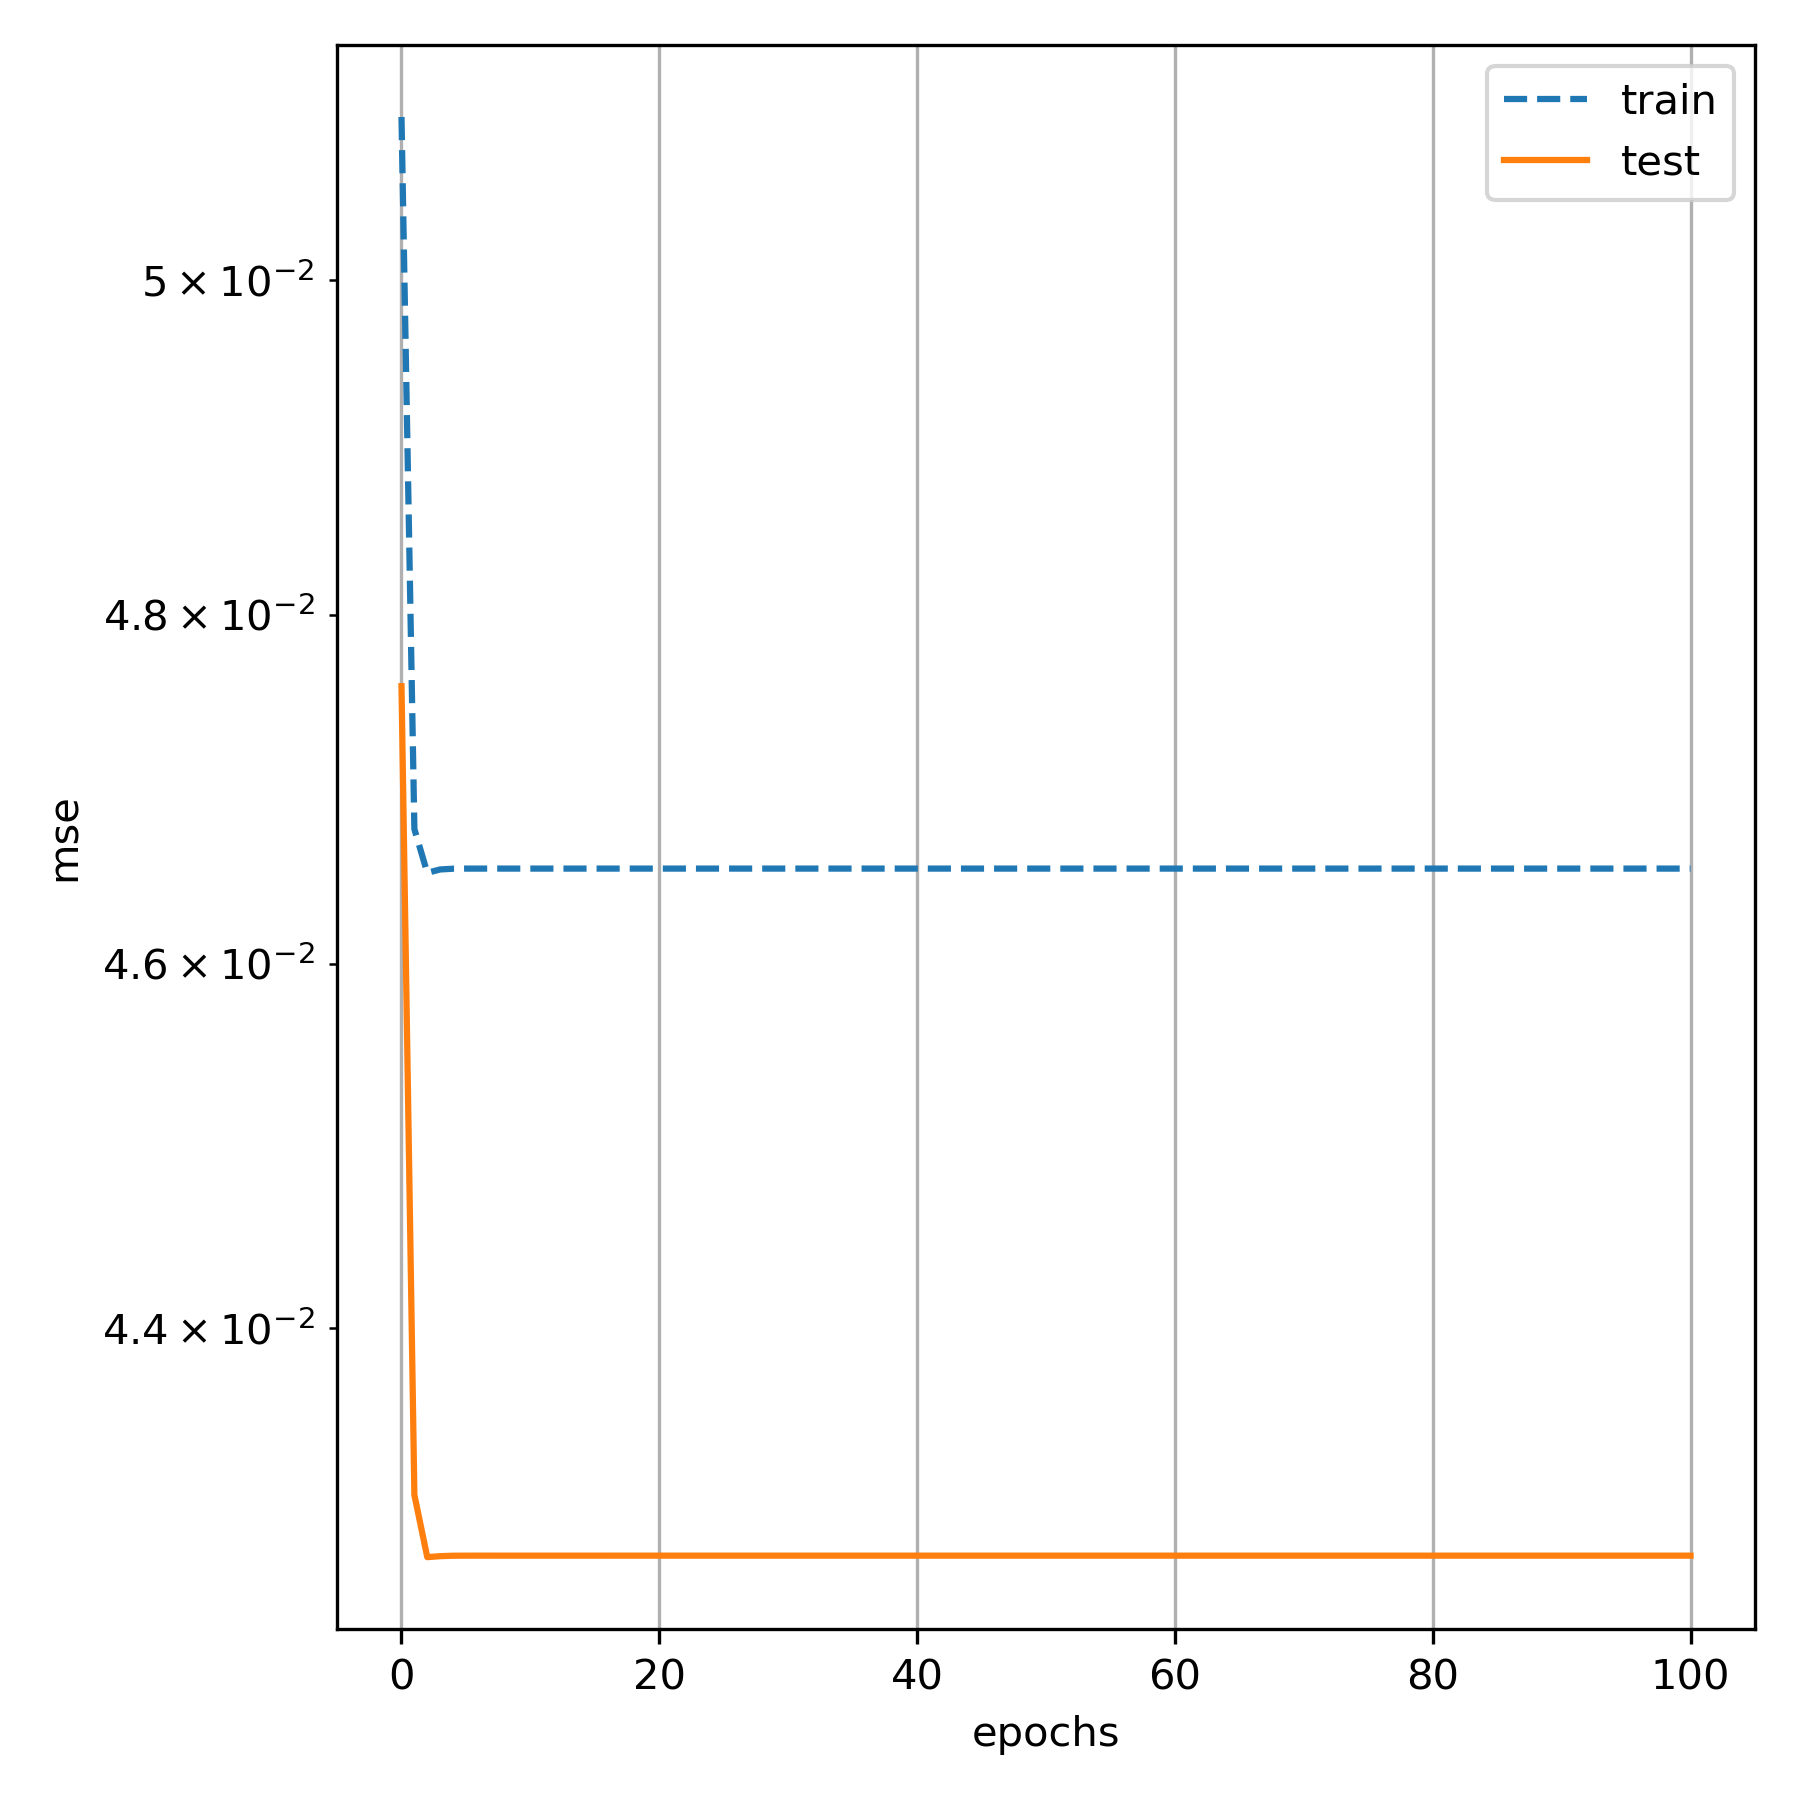 train
test
5 × 10⁻²
4.8 × 10⁻²
4.6 × 10⁻²
4.4 × 10⁻²
mse
0 20 40 60 80 100
epochs